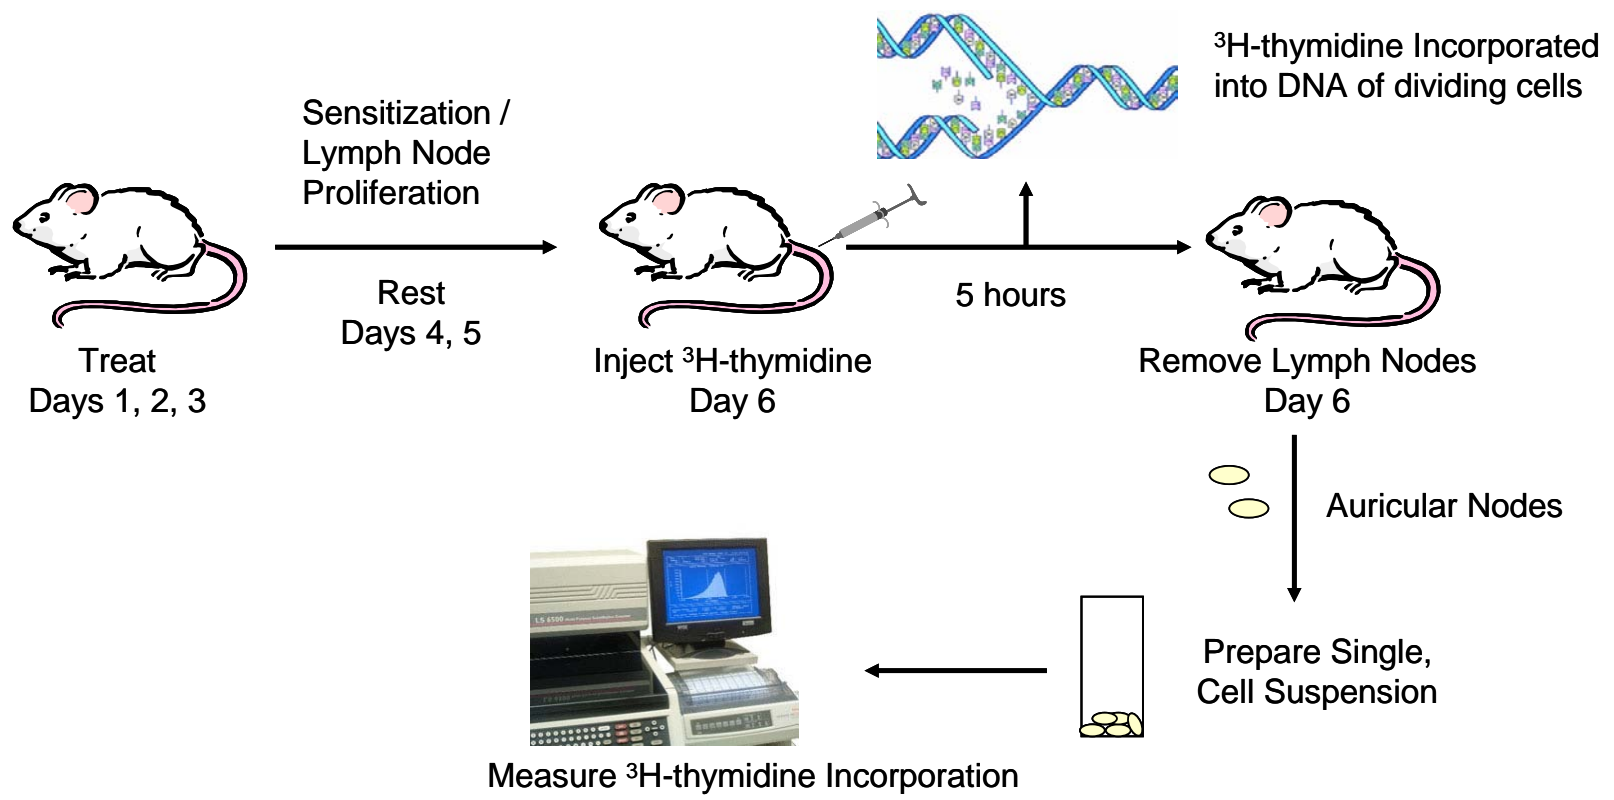 ³H-thymidine Incorporated
into DNA of dividing cells
Sensitization /
Lymph Node
Proliferation
Rest
Days 4, 5
5 hours
Treat
Days 1, 2, 3
Inject ³H-thymidine
Day 6
Remove Lymph Nodes
Day 6
Auricular Nodes
Prepare Single,
Cell Suspension
LS 6500
Measure ³H-thymidine Incorporation